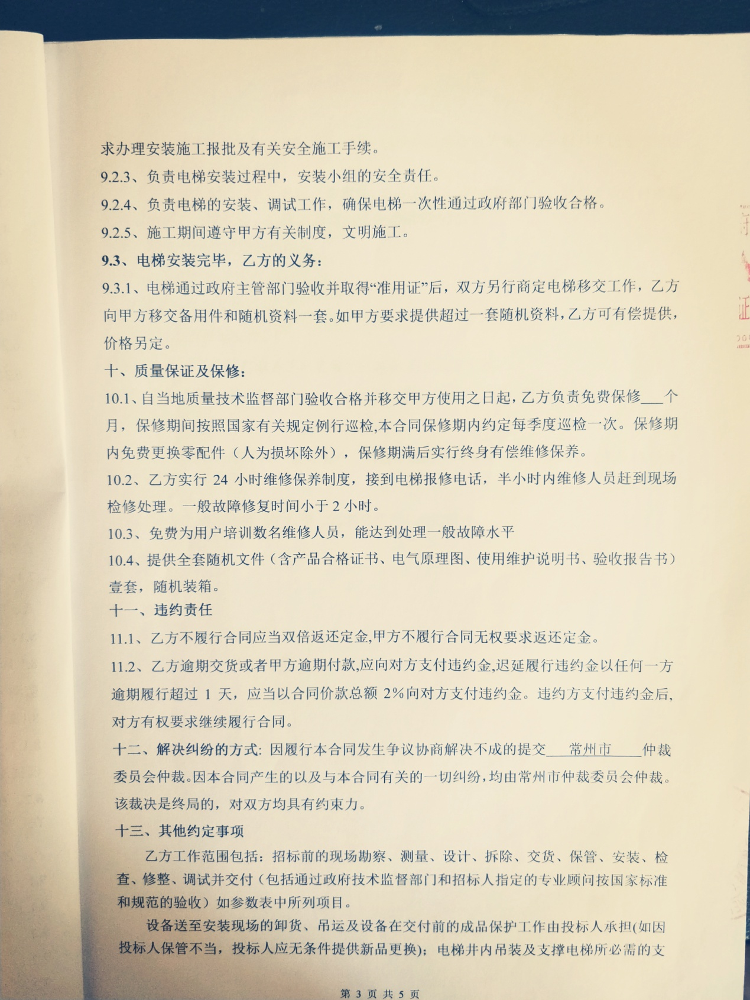 求办理安装施工报批及有关安全施工手续。
9.2.3、负责电梯安装过程中，安装小组的安全责任。
9.2.4、负责电梯的安装、调试工作，确保电梯一次性通过政府部门验收合格。
9.2.5、施工期间遵守甲方有关制度，文明施工。
9.3、电梯安装完毕，乙方的义务：
9.3.1、电梯通过政府主管部门验收并取得“准用证”后，双方另行商定电梯移交工作，乙方
向甲方移交备用件和随机资料一套。如甲方要求提供超过一套随机资料，乙方可有偿提供，
价格另定。
十、质量保证及保修：
10.1、自当地质量技术监督部门验收合格并移交甲方使用之日起，乙方负责免费保修___个
月，保修期间按照国家有关规定例行巡检,本合同保修期内约定每季度巡检一次。保修期
内免费更换零配件（人为损坏除外），保修期满后实行终身有偿维修保养。
10.2、乙方实行 24 小时维修保养制度，接到电梯报修电话，半小时内维修人员赶到现场
检修处理。一般故障修复时间小于 2 小时。
10.3、免费为用户培训数名维修人员，能达到处理一般故障水平
10.4、提供全套随机文件（含产品合格证书、电气原理图、使用维护说明书、验收报告书）
壹套，随机装箱。
十一、违约责任
11.1、乙方不履行合同应当双倍返还定金,甲方不履行合同无权要求返还定金。
11.2、乙方逾期交货或者甲方逾期付款,应向对方支付违约金,迟延履行违约金以任何一方
逾期履行超过 1 天，应当以合同价款总额 2%向对方支付违约金。违约方支付违约金后,
对方有权要求继续履行合同。
十二、解决纠纷的方式: 因履行本合同发生争议协商解决不成的提交___常州市____仲裁
委员会仲裁。因本合同产生的以及与本合同有关的一切纠纷，均由常州市仲裁委员会仲裁。
该裁决是终局的，对双方均具有约束力。
十三、其他约定事项
乙方工作范围包括：招标前的现场勘察、测量、设计、拆除、交货、保管、安装、检
查、修整、调试并交付（包括通过政府技术监督部门和招标人指定的专业顾问按国家标准
和规范的验收）如参数表中所列项目。
设备送至安装现场的卸货、吊运及设备在交付前的成品保护工作由投标人承担(如因
投标人保管不当，投标人应无条件提供新品更换)；电梯井内吊装及支撑电梯所必需的支
第 3 页 共 5 页